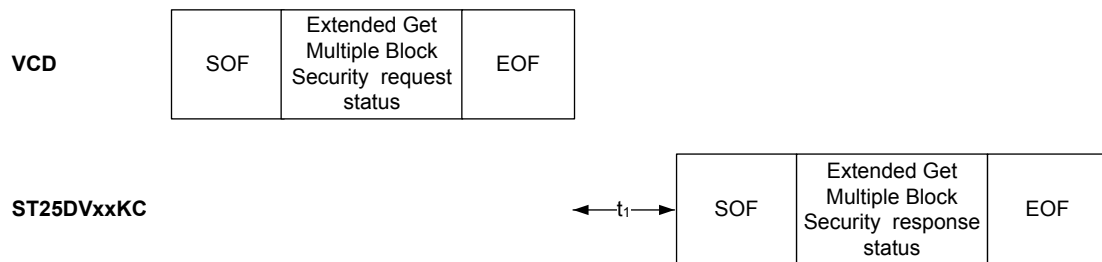 VCD
SOF
Extended Get
Multiple Block
Security request
status
EOF
ST25DVxxKC
t1
SOF
Extended Get
Multiple Block
Security response
status
EOF